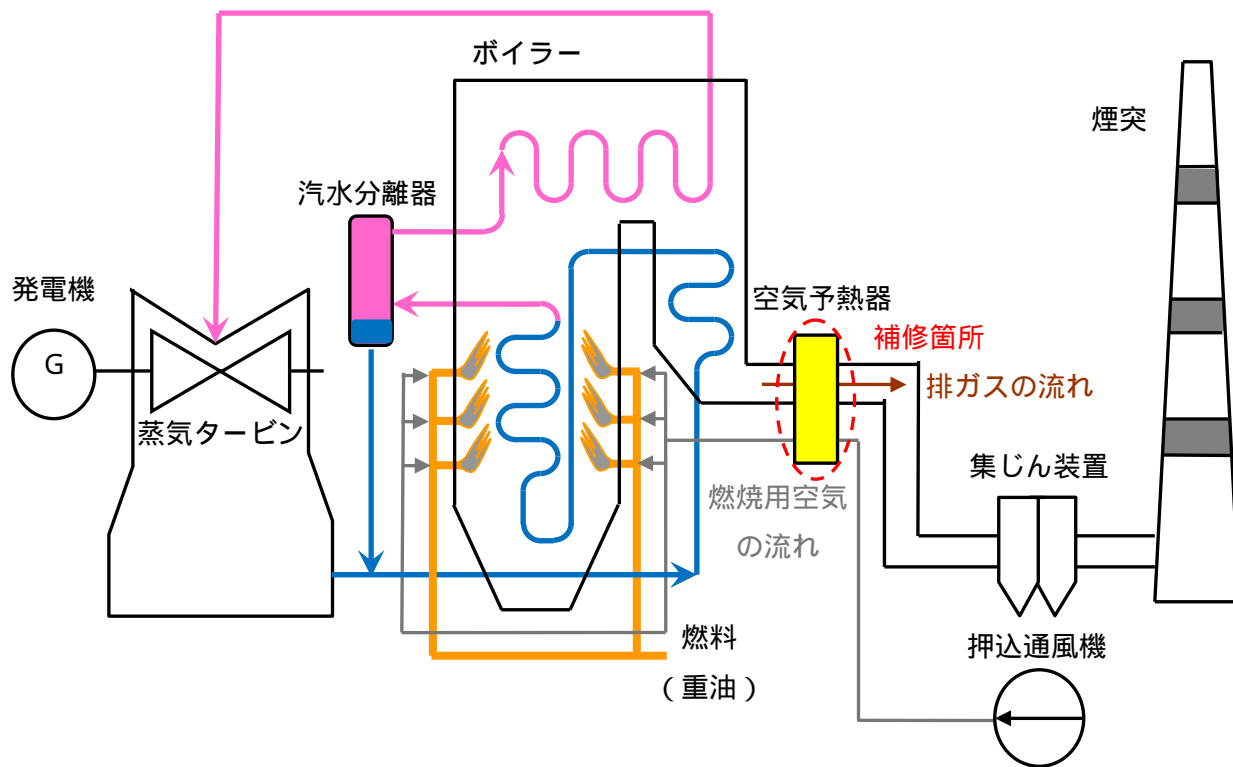 ボイラー
煙突
汽水分離器
発電機
空気予熱器
補修箇所
G
排ガスの流れ
蒸気タービン
集じん装置
燃焼用空気
の流れ
燃料
（重油）
押込通風機